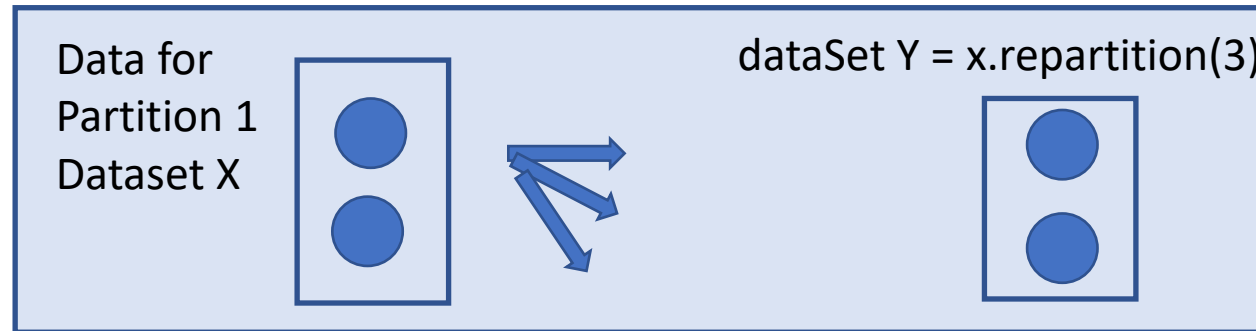 Data for
Partition 1
Dataset X
dataSet Y = x.repartition(3)